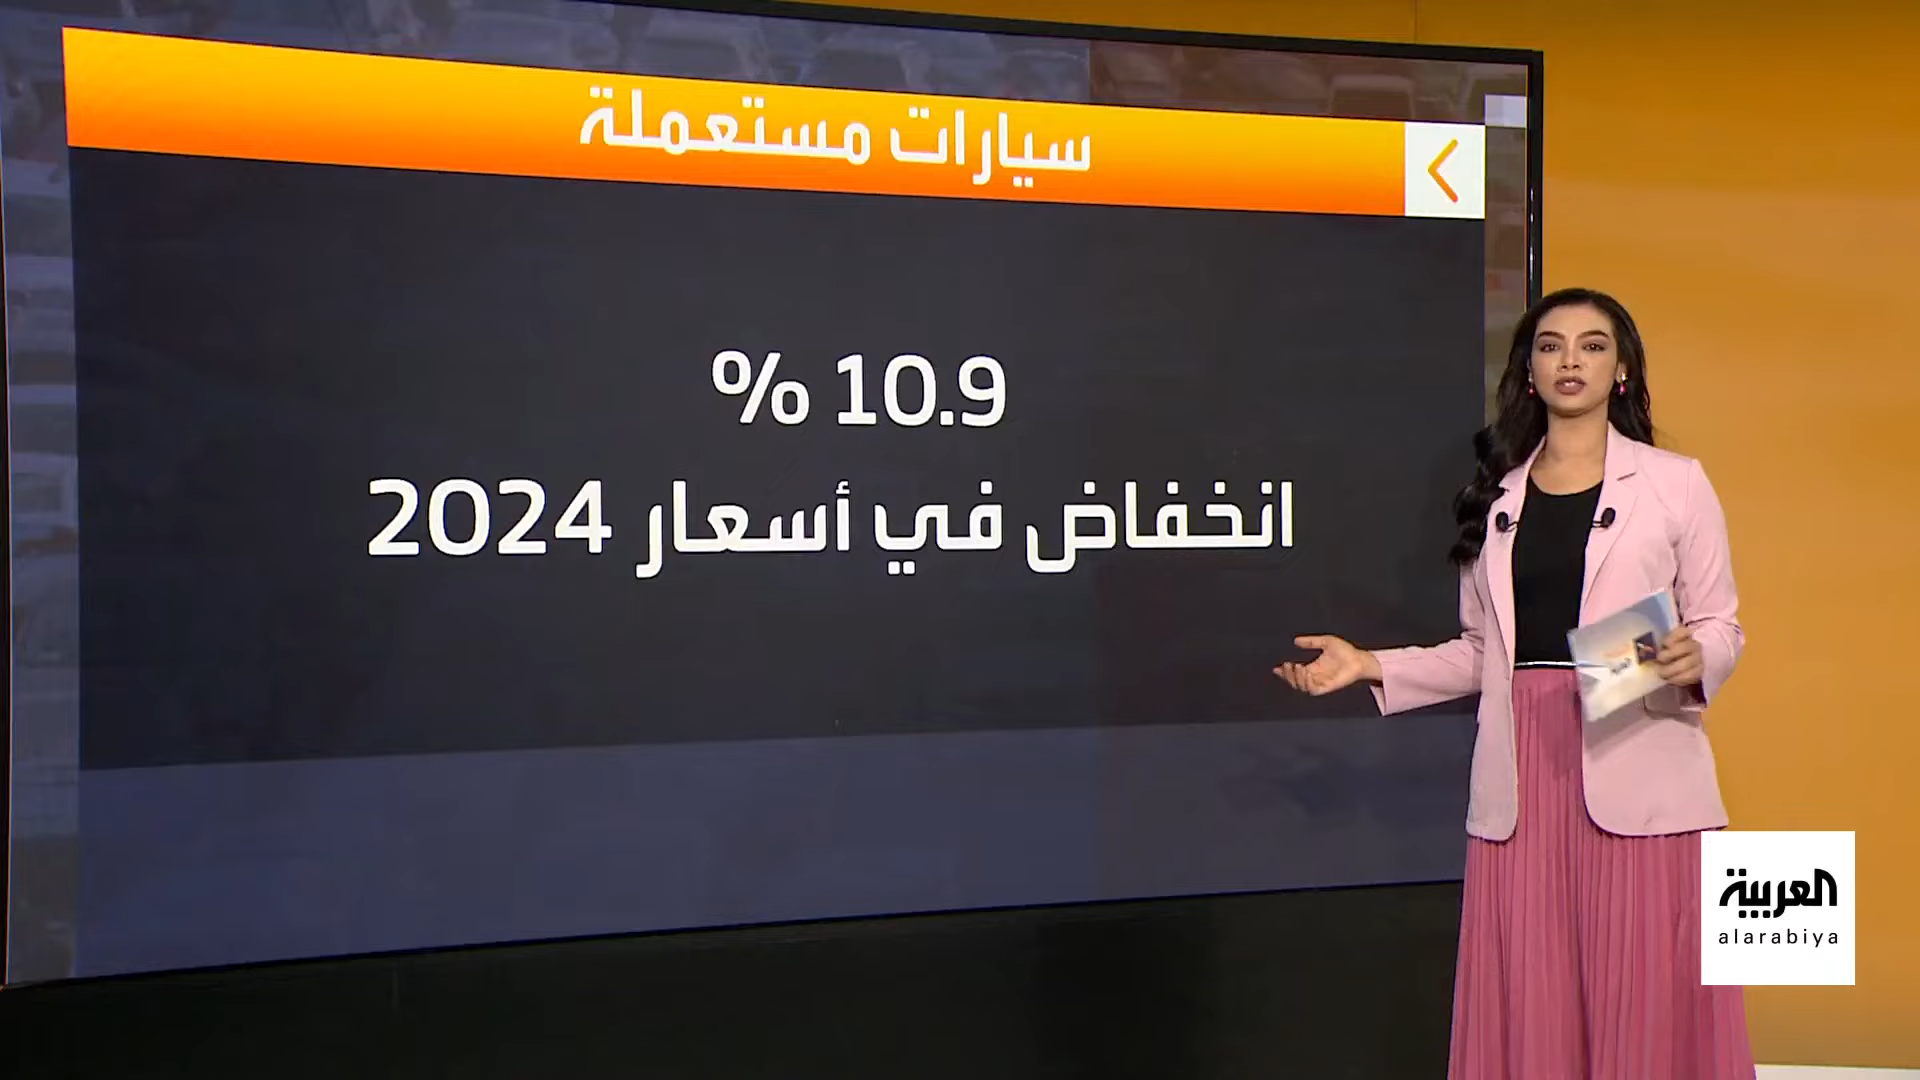 سيارات مستعملة
10.9 %
انخفاض في أسعار 2024
العربية
alarabiya